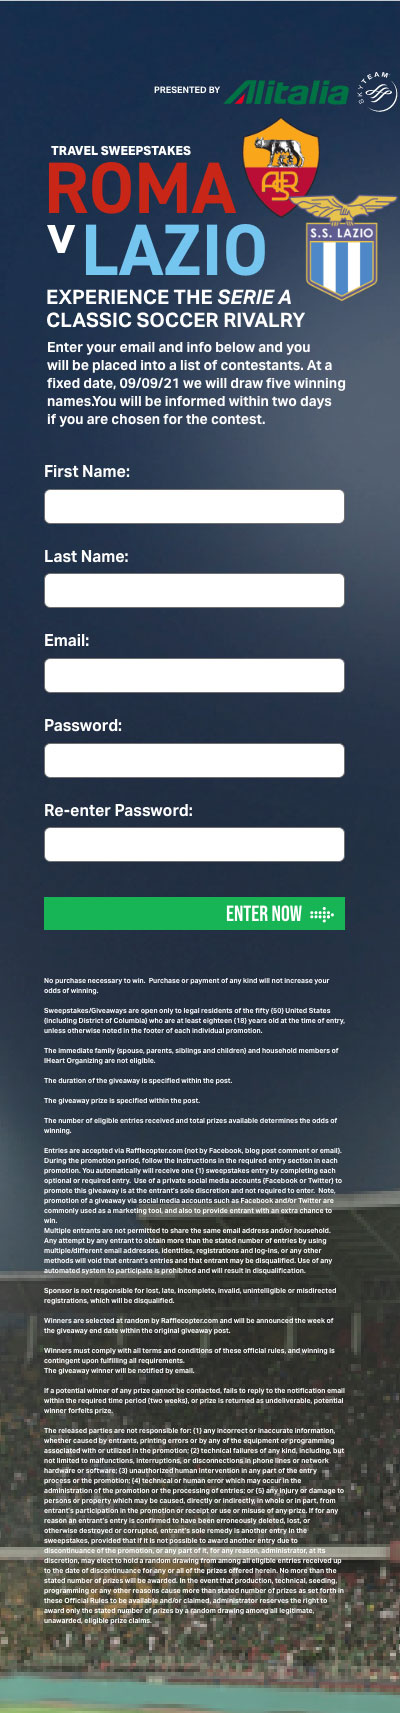 PRESENTED BY Alitalia SKYTEAM
TRAVEL SWEEPSTAKES
ROMA
V LAZIO
ASR
S.S. LAZIO
EXPERIENCE THE SERIE A
CLASSIC SOCCER RIVALRY
Enter your email and info below and you
will be placed into a list of contestants. At a
fixed date, 09/09/21 we will draw five winning
names.You will be informed within two days
if you are chosen for the contest.
First Name:
Last Name:
Email:
Password:
Re-enter Password:
ENTER NOW
No purchase necessary to win. Purchase or payment of any kind will not increase your
odds of winning.
Sweepstakes/Giveaways are open only to legal residents of the fifty (50) United States
(including District of Columbia) who are at least eighteen (18) years old at the time of entry,
unless otherwise noted in the footer of each individual promotion.
The immediate family (spouse, parents, siblings and children) and household members of
IHeart Organizing are not eligible.
The duration of the giveaway is specified within the post.
The giveaway prize is specified within the post.
The number of eligible entries received and total prizes available determines the odds of
winning.
Entries are accepted via Rafflecopter.com (not by Facebook, blog post comment or email).
During the promotion period, follow the instructions in the required entry section in each
promotion. You automatically will receive one (1) sweepstakes entry by completing each
optional or required entry. Use of a private social media accounts (Facebook or Twitter) to
promote this giveaway is at the entrant's sole discretion and not required to enter. Note,
promotion of a giveaway via social media accounts such as Facebook and/or Twitter are
commonly used as a marketing tool, and also to provide entrant with an extra chance to
win.
Multiple entrants are not permitted to share the same email address and/or household.
Any attempt by any entrant to obtain more than the stated number of entries by using
multiple/different email addresses, identities, registrations and log-ins, or any other
methods will void that entrant's entries and that entrant may be disqualified. Use of any
automated system to participate is prohibited and will result in disqualification.
Sponsor is not responsible for lost, late, incomplete, invalid, unintelligible or misdirected
registrations, which will be disqualified.
Winners are selected at random by Rafflecopter.com and will be announced the week of
the giveaway end date within the original giveaway post.
Winners must comply with all terms and conditions of these official rules, and winning is
contingent upon fulfilling all requirements.
The giveaway winner will be notified by email.
If a potential winner of any prize cannot be contacted, fails to reply to the notification email
within the required time period (two weeks), or prize is returned as undeliverable, potential
winner forfeits prize.
The released parties are not responsible for: (1) any incorrect or inaccurate information,
whether caused by entrants, printing errors or by any of the equipment or programming
associated with or utilized in the promotion; (2) technical failures of any kind, including, but
not limited to malfunctions, interruptions, or disconnections in phone lines or network
hardware or software; (3) unauthorized human intervention in any part of the entry
process or the promotion; (4) technical or human error which may occur in the
administration of the promotion or the processing of entries; or (5) any injury or damage to
persons or property which may be caused, directly or indirectly, in whole or in part, from
entrant's participation in the promotion or receipt or use or misuse of any prize. If for any
reason an entrant's entry is confirmed to have been erroneously deleted, lost, or
otherwise destroyed or corrupted, entrant's sole remedy is another entry in the
sweepstakes, provided that if it is not possible to award another entry due to
discontinuance of the promotion, or any part of it, for any reason, administrator, at its
discretion, may elect to hold a random drawing from among all eligible entries received up
to the date of discontinuance for any or all of the prizes offered herein. No more than the
stated number of prizes will be awarded. In the event that production, technical, seeding,
programming or any other reasons cause more than stated number of prizes as set forth in
these Official Rules to be available and/or claimed, administrator reserves the right to
award only the stated number of prizes by a random drawing among all legitimate,
unawarded, eligible prize claims.